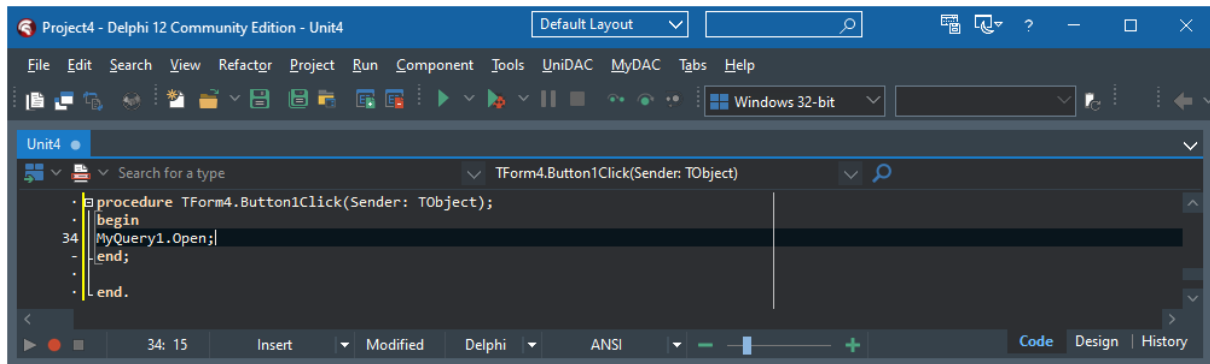 Project4 - Delphi 12 Community Edition - Unit4 Default Layout ?
File Edit Search View Refactor Project Run Component Tools UniDAC MyDAC Tabs Help
Windows 32-bit
Unit4
Search for a type TForm4.Button1Click(Sender: TObject)
procedure TForm4.Button1Click(Sender: TObject);
begin
34 MyQuery1.Open;
end;
end.
34: 15 Insert Modified Delphi ANSI Code Design History